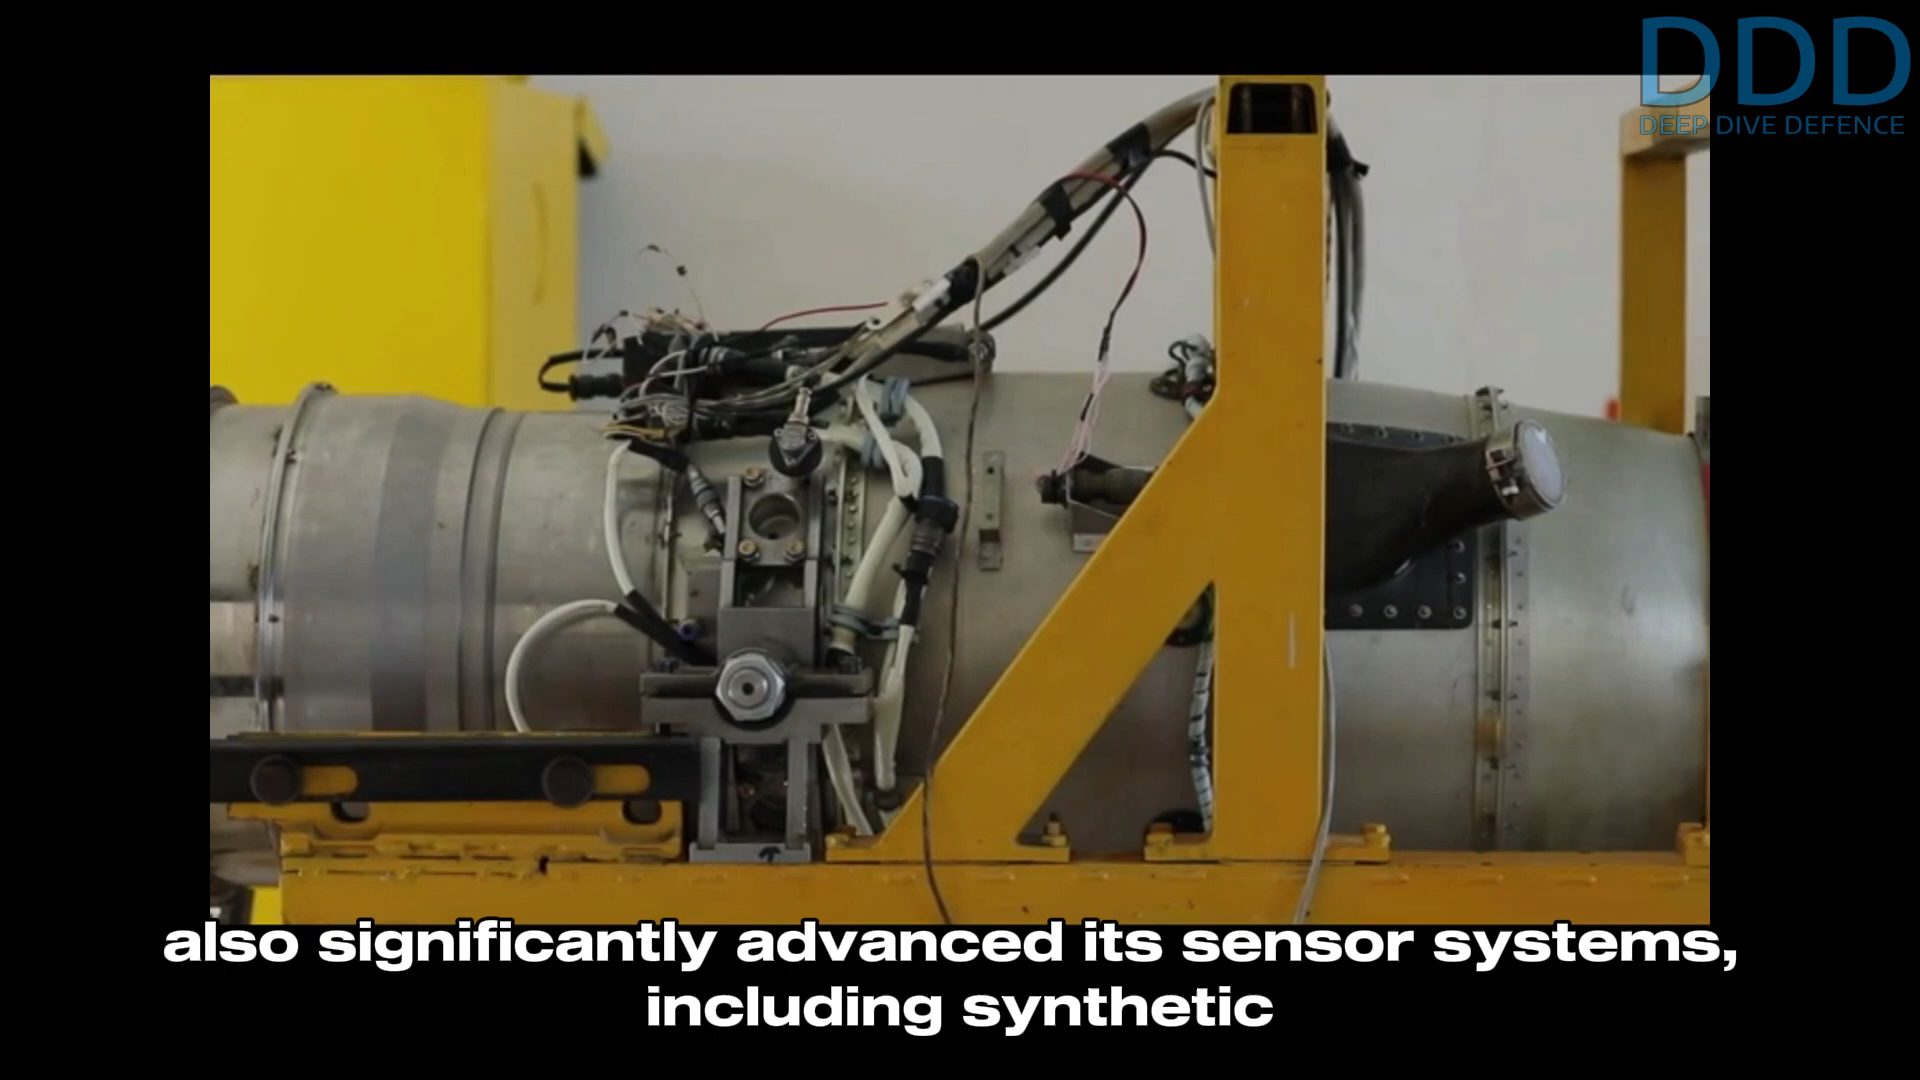 DDD
DEEP DIVE DEFENCE
also significantly advanced its sensor systems,
including synthetic